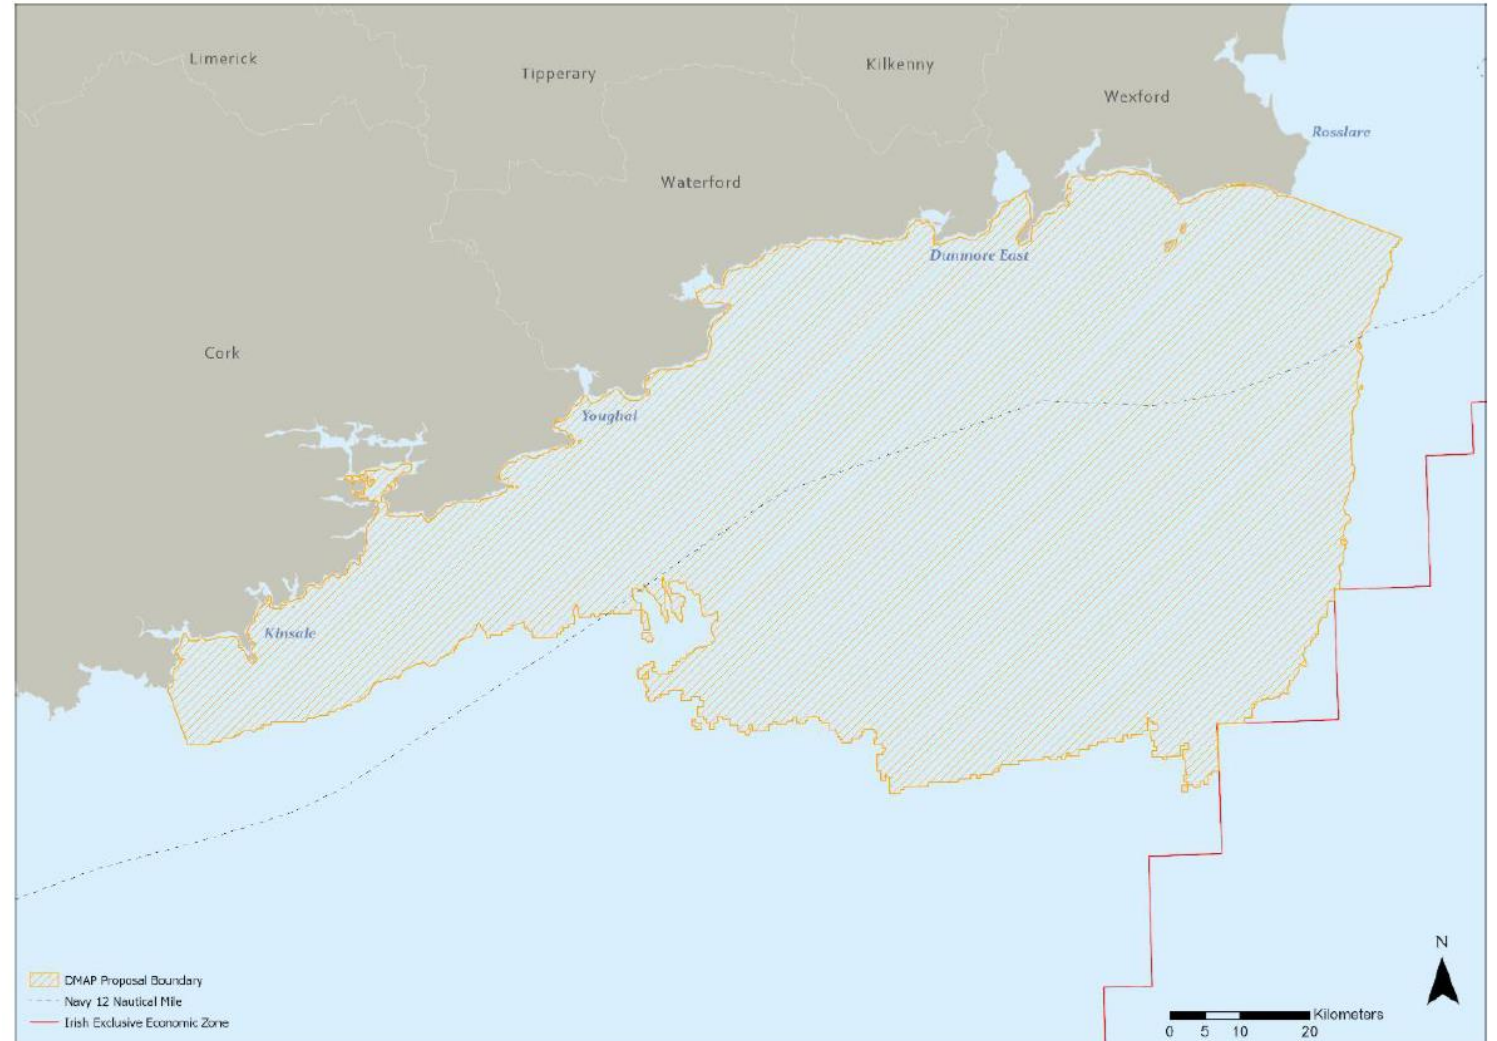 Limerick
Tipperary
Kilkenny
Wexford
Rosslare
Waterford
Dunmore East
Cork
Youghal
Kinsale
DMAP Proposal Boundary
Navy 12 Nautical Mile
Irish Exclusive Economic Zone
N
Kilometers
0 5 10 20